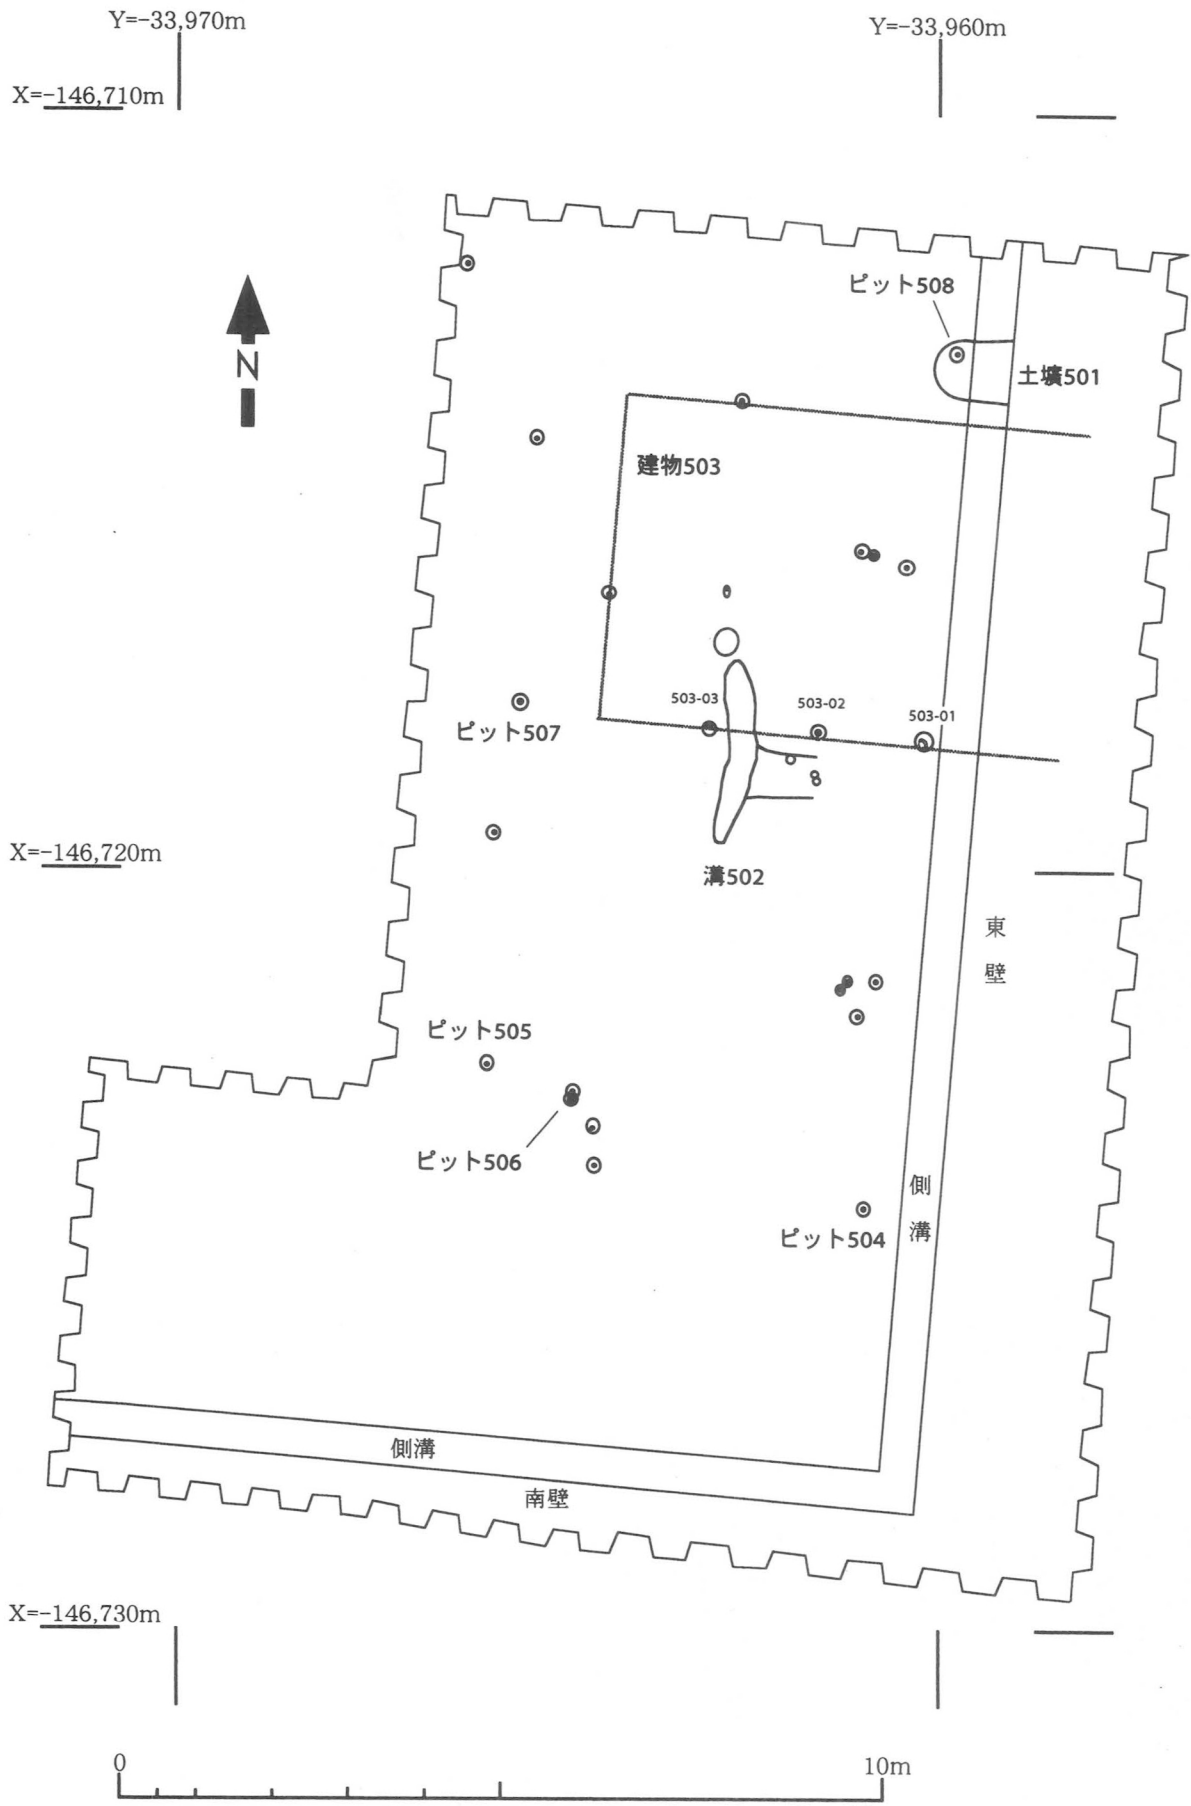 Y=-33,970m
Y=-33,960m
X=-146,710m
ピット508
N
土壙501
建物503
503-03
503-02
503-01
ピット507
X=-146,720m
溝502
東壁
ピット505
ピット506
側溝
ピット504
側溝
南壁
X=-146,730m
0
10m